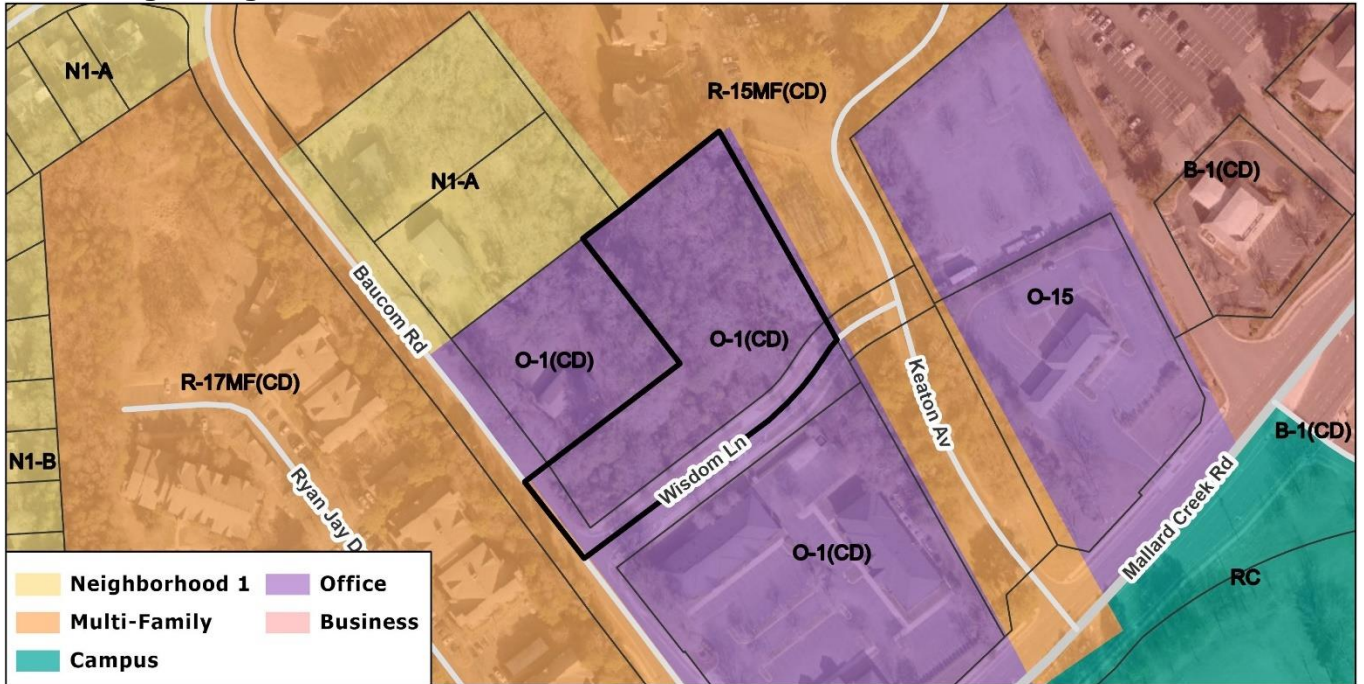 N1-A
R-15MF(CD)
N1-A
B-1(CD)
Baucom Rd
O-1(CD)
O-1(CD)
O-15
R-17MF(CD)
Keaton Av
B-1(CD)
N1-B
Ryan Jay D
Wisdom Ln
Mallard Creek Rd
O-1(CD)
RC
Neighborhood 1
Office
Multi-Family
Business
Campus